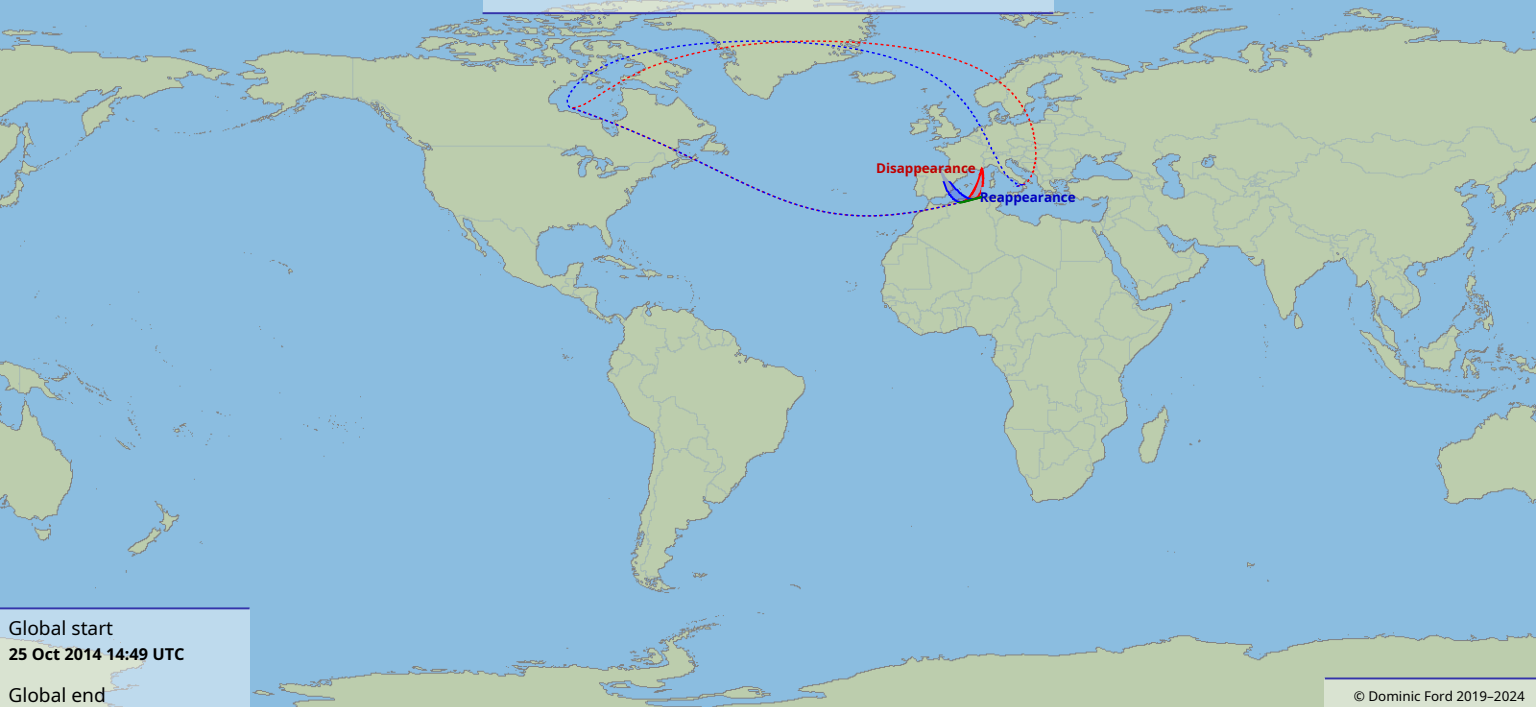 Disappearance
Reappearance
Global start
25 Oct 2014 14:49 UTC
Global end
© Dominic Ford 2019–2024